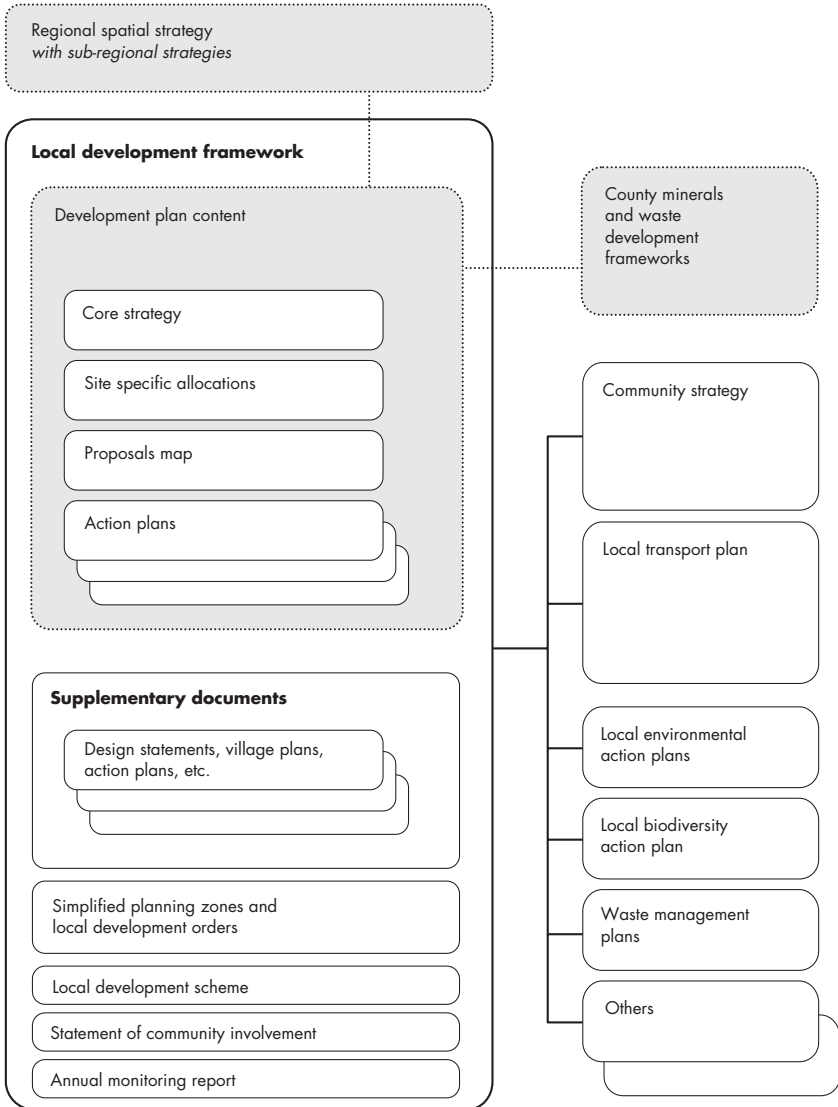 Regional spatial strategy
with sub-regional strategies
Local development framework
Development plan content
Core strategy
Site specific allocations
Proposals map
Action plans
Supplementary documents
Design statements, village plans,
action plans, etc.
Simplified planning zones and
local development orders
Local development scheme
Statement of community involvement
Annual monitoring report
County minerals
and waste
development
frameworks
Community strategy
Local transport plan
Local environmental
action plans
Local biodiversity
action plan
Waste management
plans
Others